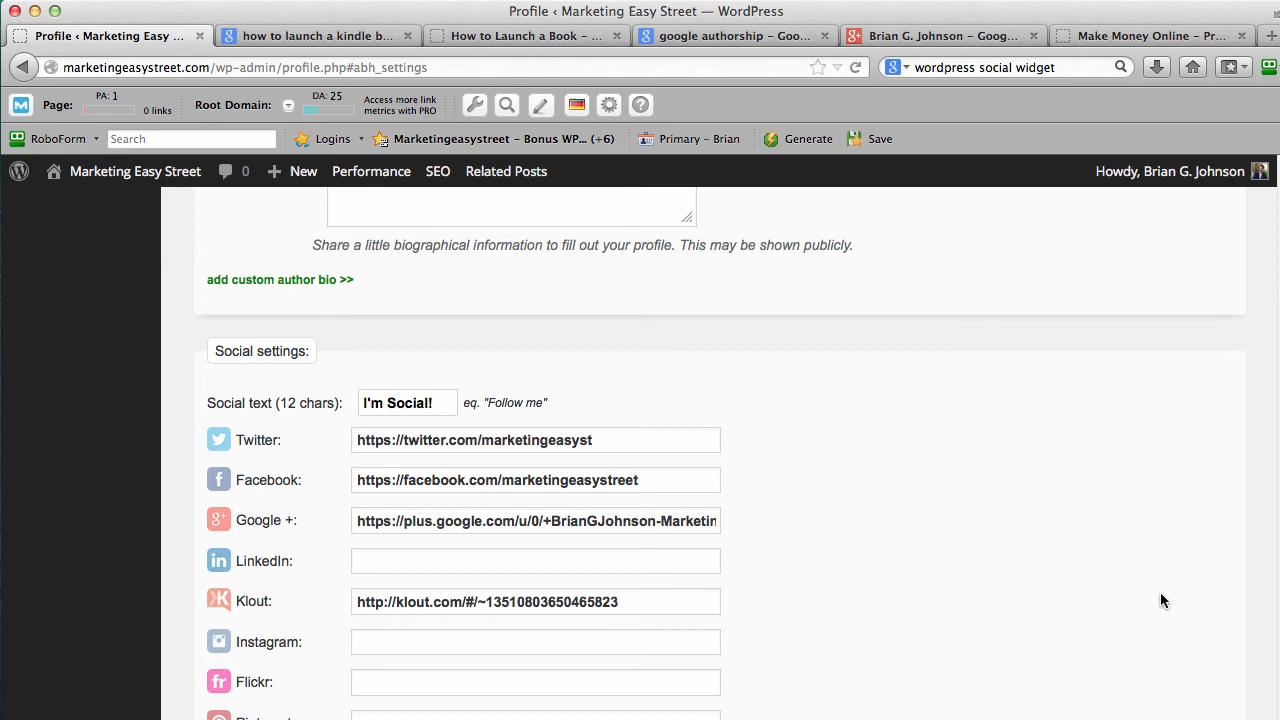 Profile ‹ Marketing Easy Street — WordPress
Profile ‹ Marketing Easy ...
how to launch a kindle b...
How to Launch a Book – ...
google authorship – Goo...
Brian G. Johnson – Goog...
Make Money Online – Pr...
marketingeasystreet.com/wp-admin/profile.php#abh_settings
wordpress social widget
Page:
PA: 1
0 links
Root Domain:
DA: 25
Access more link
metrics with PRO
RoboForm
Search
Logins
Marketingeasystreet – Bonus WP... (+6)
Primary – Brian
Generate
Save
Marketing Easy Street
0
New
Performance
SEO
Related Posts
Howdy, Brian G. Johnson
Share a little biographical information to fill out your profile. This may be shown publicly.
add custom author bio >>
Social settings:
Social text (12 chars): I'm Social! eq. "Follow me"
Twitter: https://twitter.com/marketingeasyst
Facebook: https://facebook.com/marketingeasystreet
Google +: https://plus.google.com/u/0/+BrianGJohnson-Marketin
LinkedIn:
Klout: http://klout.com/#/~13510803650465823
Instagram:
Flickr: